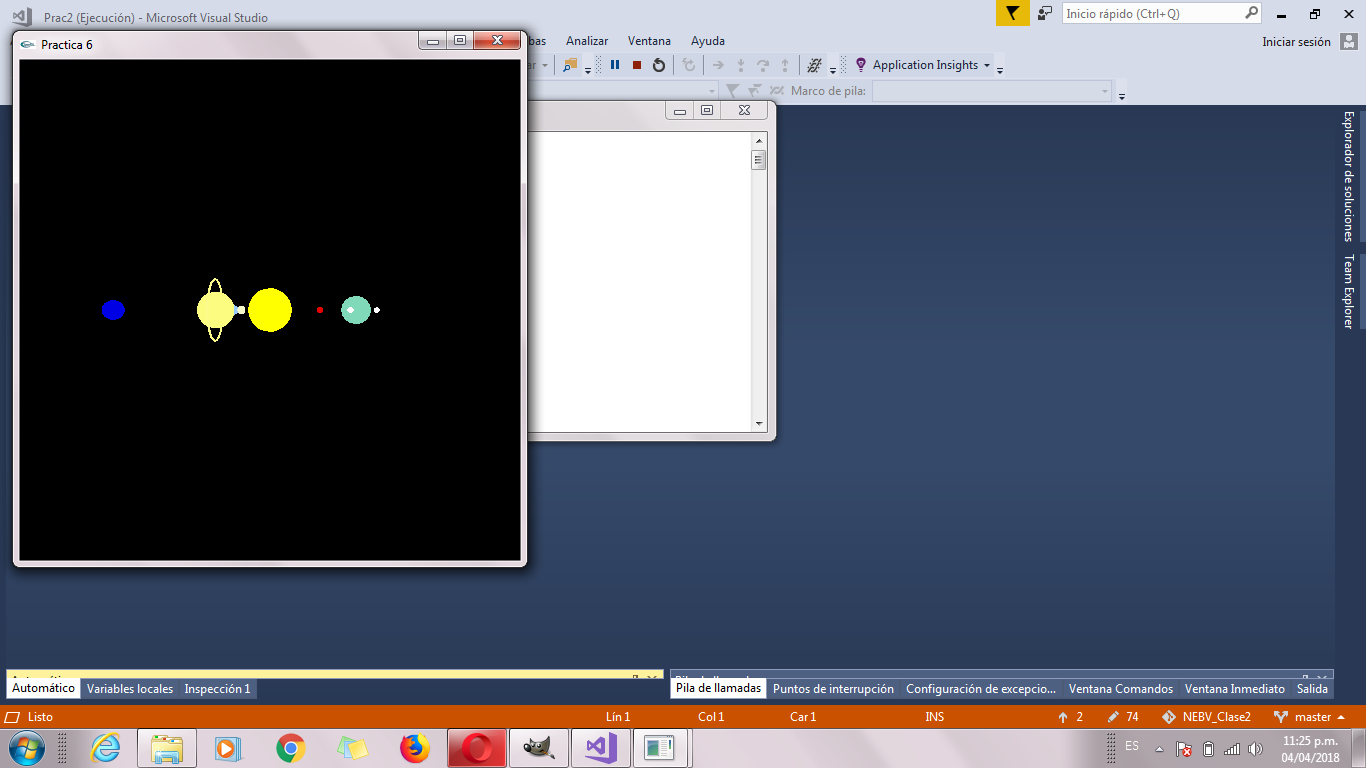 Prac2 (Ejecución) - Microsoft Visual Studio
Inicio rápido (Ctrl+Q)
Practica 6
Analizar Ventana Ayuda
Iniciar sesión
Application Insights
Marco de pila:
Explorador de soluciones
Team Explorer
Automático Variables locales Inspección 1
Pila de llamadas Puntos de interrupción Configuración de excepcio... Ventana Comandos Ventana Inmediato Salida
Listo Lín 1 Col 1 Car 1 INS 2 74 NEBV_Clase2 master
ES
11:25 p.m.
04/04/2018